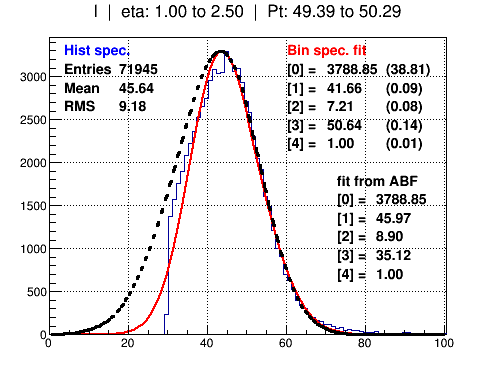 I | eta: 1.00 to 2.50 | Pt: 49.39 to 50.29
Hist spec.
Entries 71945
Mean 45.64
RMS 9.18
Bin spec. fit
[0] = 3788.85 (38.81)
[1] = 41.66 (0.09)
[2] = 7.21 (0.08)
[3] = 50.64 (0.14)
[4] = 1.00 (0.01)
fit from ABF
[0] = 3788.85
[1] = 45.97
[2] = 8.90
[3] = 35.12
[4] = 1.00
3000
2500
2000
1500
1000
500
0
0 20 40 60 80 100